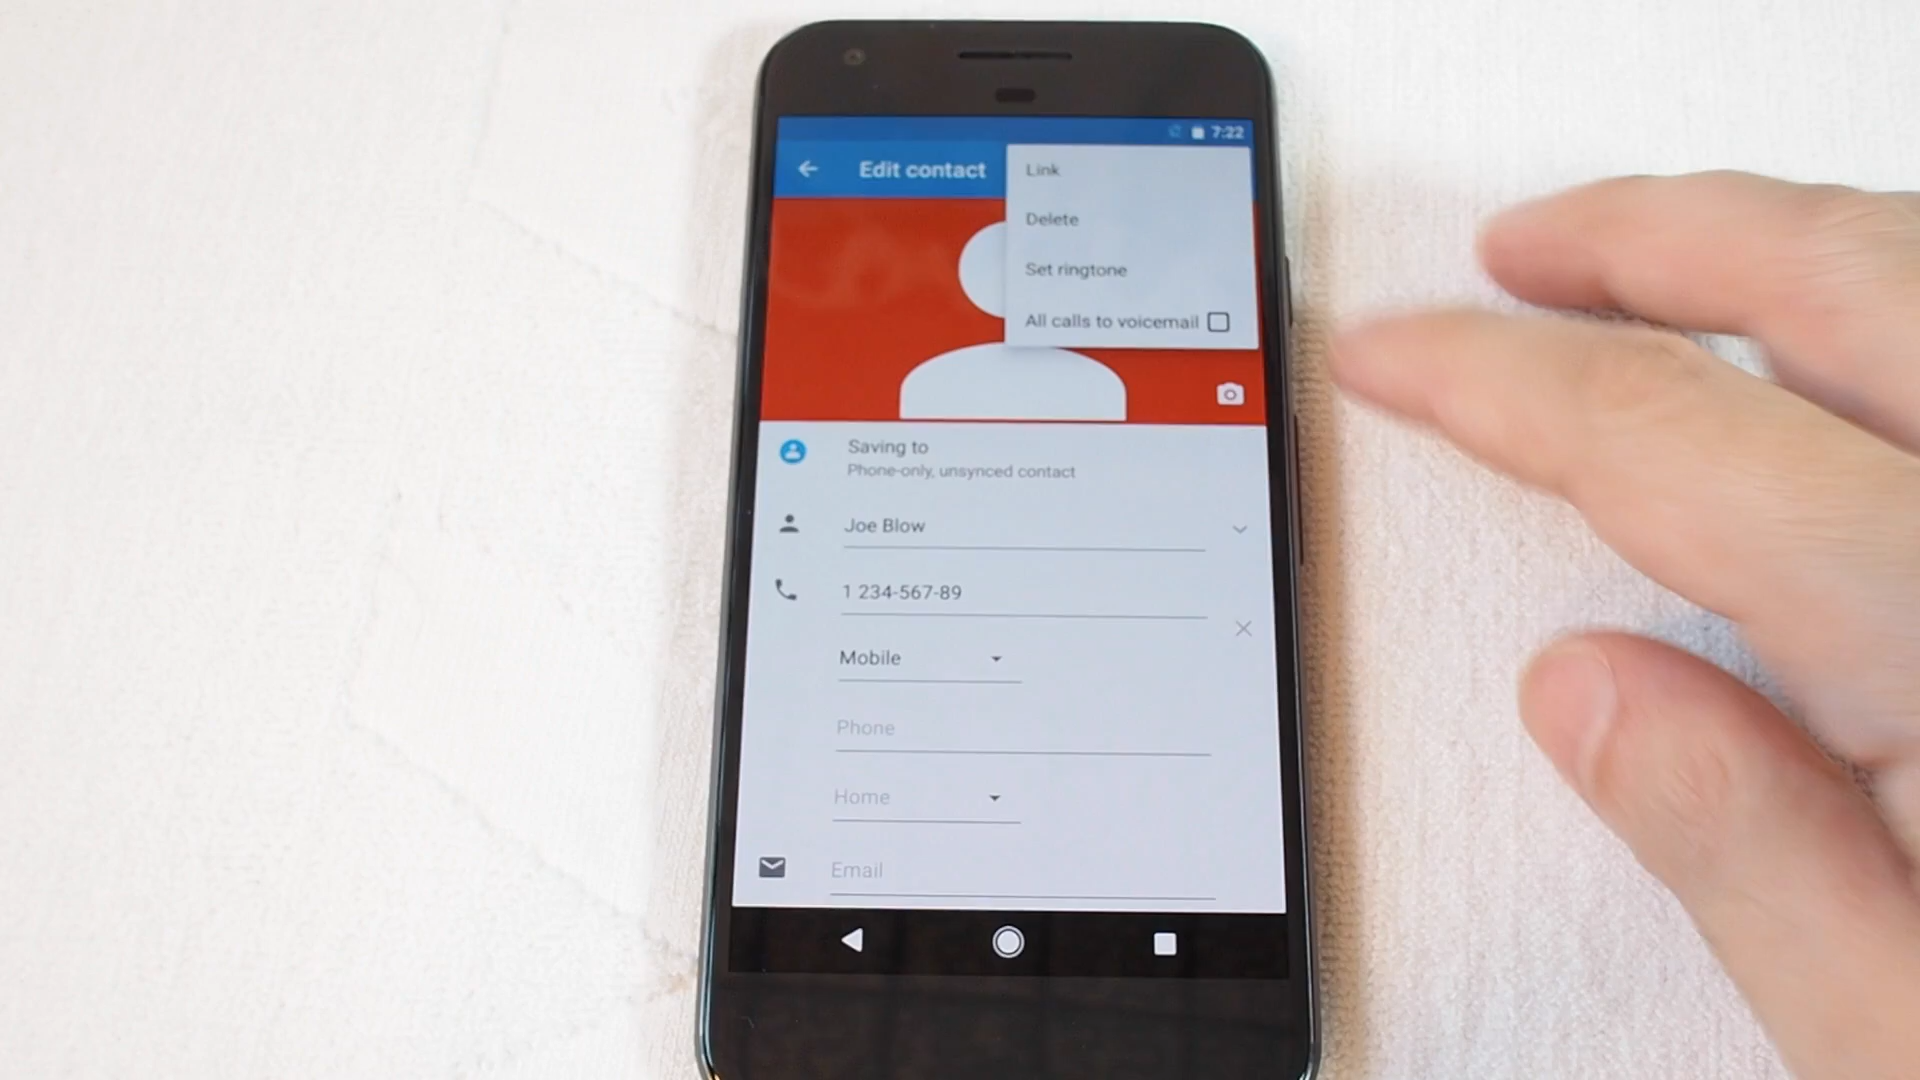 7:22
Edit contact
Link
Delete
Set ringtone
All calls to voicemail
Saving to
Phone-only, unsynced contact
Joe Blow
1 234-567-89
Mobile
Phone
Home
Email